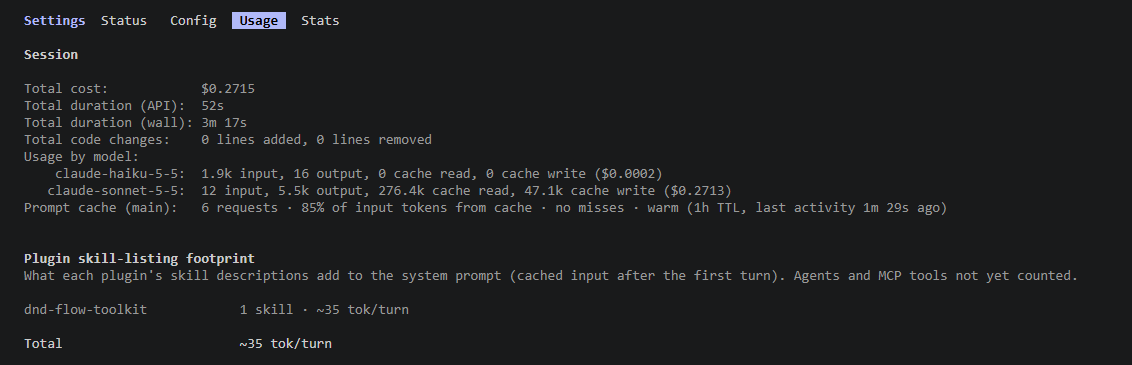 Settings Status Config Usage Stats
Session
Total cost: $0.2715
Total duration (API): 52s
Total duration (wall): 3m 17s
Total code changes: 0 lines added, 0 lines removed
Usage by model:
claude-haiku-5-5: 1.9k input, 16 output, 0 cache read, 0 cache write ($0.0002)
claude-sonnet-5-5: 12 input, 5.5k output, 276.4k cache read, 47.1k cache write ($0.2713)
Prompt cache (main): 6 requests · 85% of input tokens from cache · no misses · warm (1h TTL, last activity 1m 29s ago)
Plugin skill-listing footprint
What each plugin's skill descriptions add to the system prompt (cached input after the first turn). Agents and MCP tools not yet counted.
dnd-flow-toolkit 1 skill · ~35 tok/turn
Total ~35 tok/turn